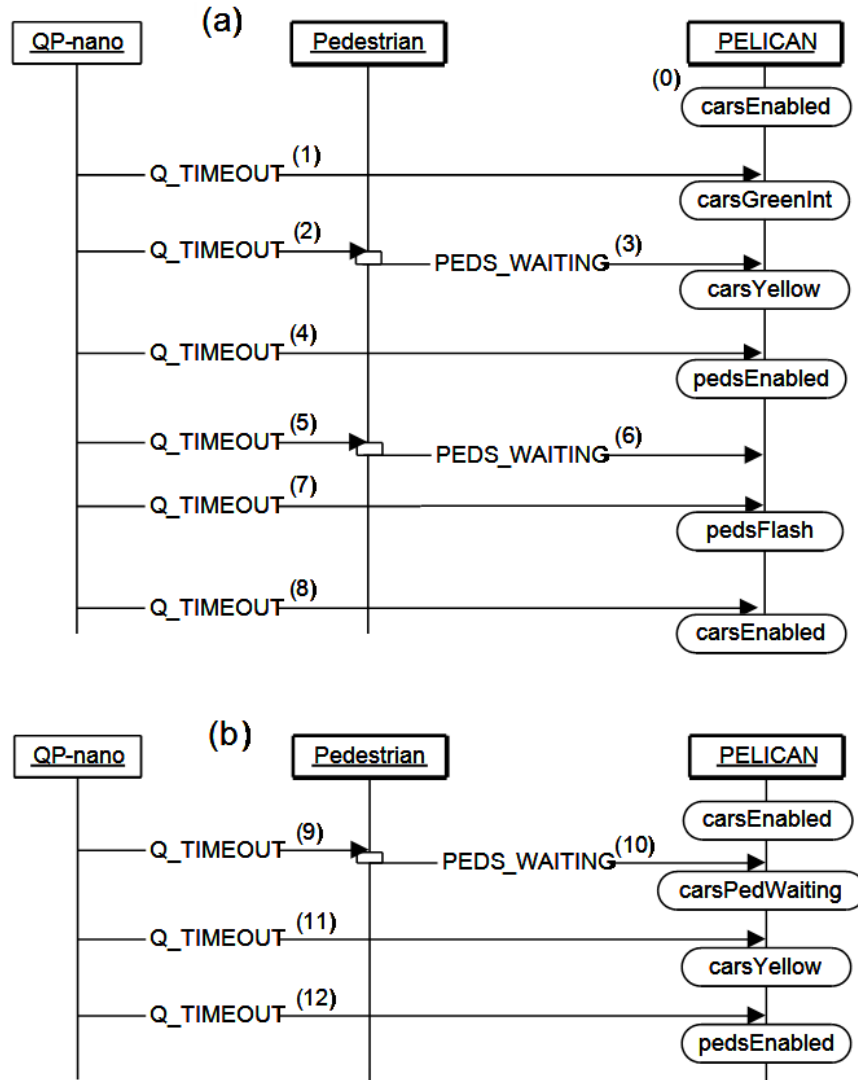 (a)
QP-nano Pedestrian PELICAN
(0)
carsEnabled
Q_TIMEOUT (1)
carsGreenInt
Q_TIMEOUT (2)
PEDS_WAITING (3)
carsYellow
Q_TIMEOUT (4)
pedsEnabled
Q_TIMEOUT (5)
PEDS_WAITING (6)
Q_TIMEOUT (7)
pedsFlash
Q_TIMEOUT (8)
carsEnabled
(b)
QP-nano Pedestrian PELICAN
carsEnabled
Q_TIMEOUT (9)
PEDS_WAITING (10)
carsPedWaiting
Q_TIMEOUT (11)
carsYellow
Q_TIMEOUT (12)
pedsEnabled